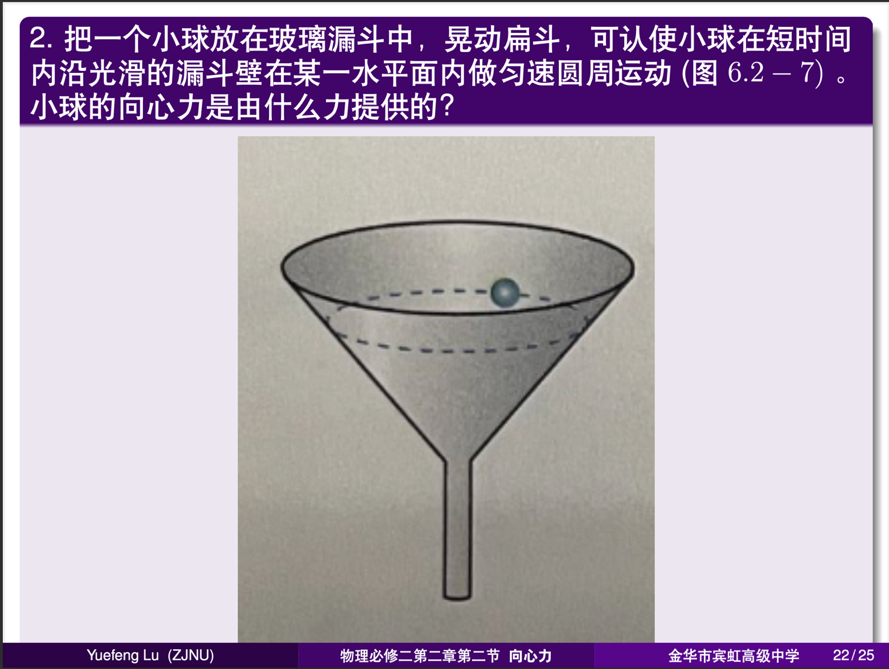 2. 把一个小球放在玻璃漏斗中，晃动扁斗，可认使小球在短时间
内沿光滑的漏斗壁在某一水平面内做匀速圆周运动 (图 6.2 − 7) 。
小球的向心力是由什么力提供的？
Yuefeng Lu (ZJNU)
物理必修二第二章第二节 向心力
金华市宾虹高级中学
22 / 25